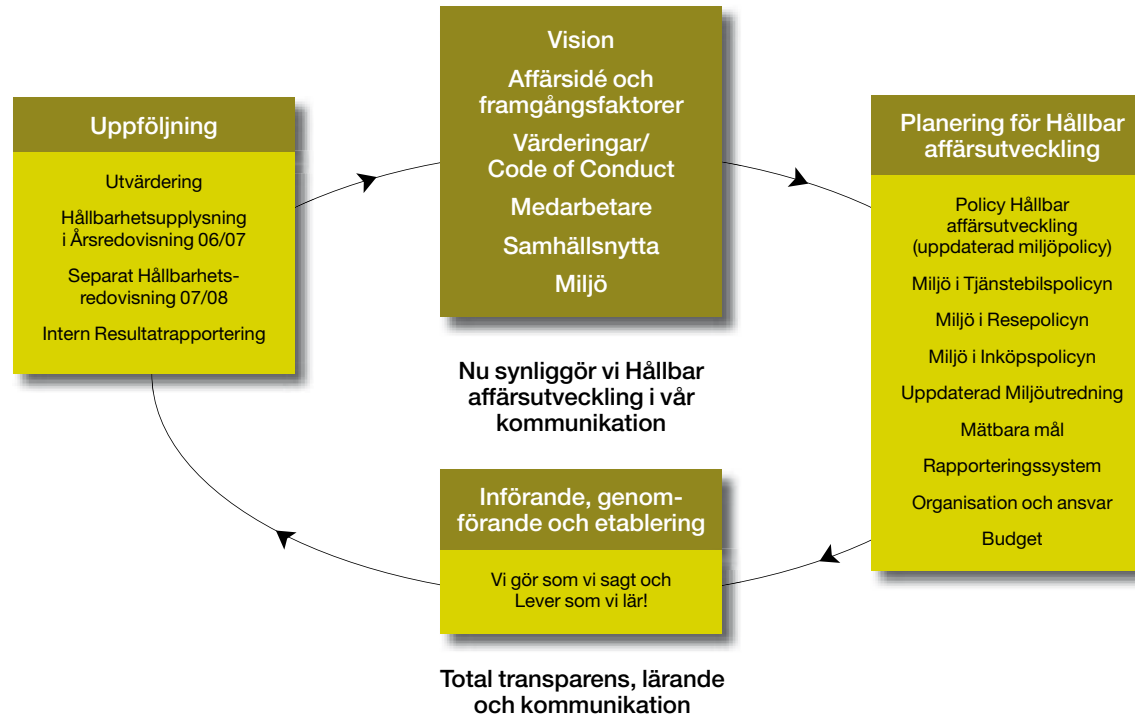 Vision
Affärsidé och
framgångsfaktorer
Värderingar/
Code of Conduct
Medarbetare
Samhällsnytta
Miljö
Nu synliggör vi Hållbar
affärsutveckling i vår
kommunikation
Planering för Hållbar
affärsutveckling
Policy Hållbar
affärsutveckling
(uppdaterad miljöpolicy)
Miljö i Tjänstebilspolicyn
Miljö i Resepolicyn
Miljö i Inköpspolicyn
Uppdaterad Miljöutredning
Mätbara mål
Rapporteringssystem
Organisation och ansvar
Budget
Införande, genom-
förande och etablering
Vi gör som vi sagt och
Lever som vi lär!
Total transparens, lärande
och kommunikation
Uppföljning
Utvärdering
Hållbarhetsupplysning
i Årsredovisning 06/07
Separat Hållbarhets-
redovisning 07/08
Intern Resultatrapportering